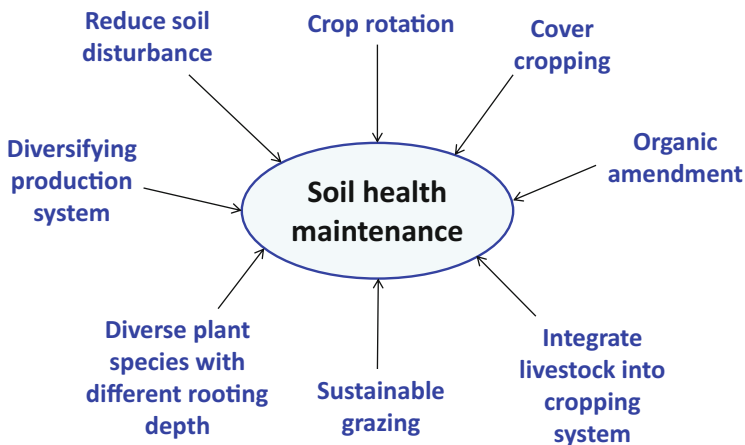 Reduce soil
disturbance
Crop rotation
Cover
cropping
Diversifying
production
system
Soil health
maintenance
Organic
amendment
Diverse plant
species with
different rooting
depth
Sustainable
grazing
Integrate
livestock into
cropping
system